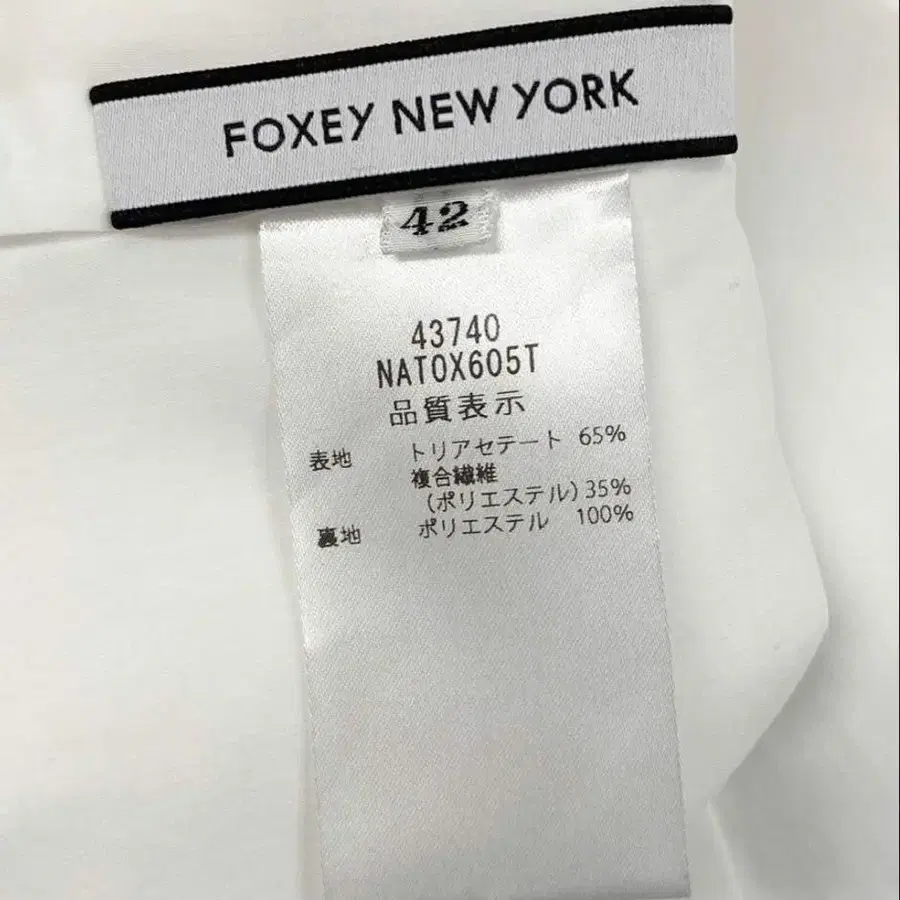 FOXEY NEW YORK
42
43740
NATOX605T
品質表示
表地 トリアセテート 65%
複合繊維
(ポリエステル) 35%
裏地 ポリエステル 100%